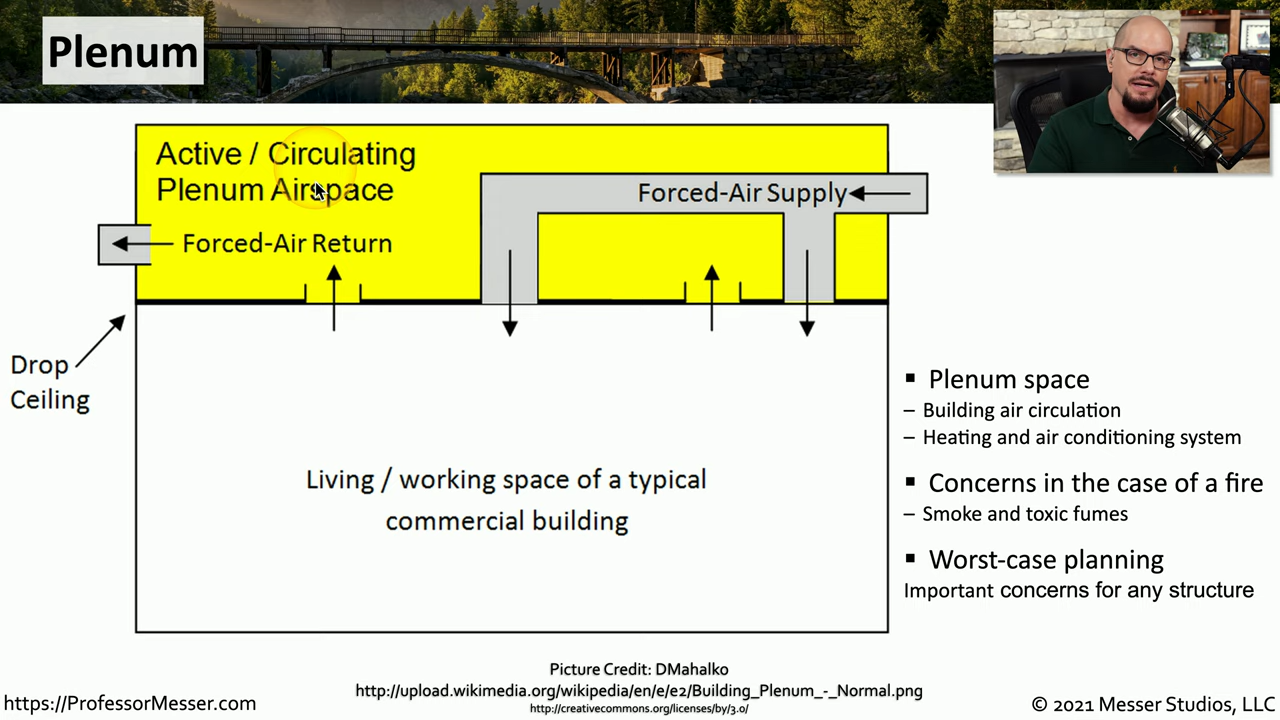 Plenum
Active / Circulating
Plenum Airspace
Forced-Air Supply
Forced-Air Return
Drop
Ceiling
Living / working space of a typical
commercial building
▪ Plenum space
– Building air circulation
– Heating and air conditioning system
▪ Concerns in the case of a fire
– Smoke and toxic fumes
▪ Worst-case planning
Important concerns for any structure
Picture Credit: DMahalko
http://upload.wikimedia.org/wikipedia/en/e/e2/Building_Plenum_-_Normal.png
http://creativecommons.org/licenses/by/3.0/
https://ProfessorMesser.com
© 2021 Messer Studios, LLC